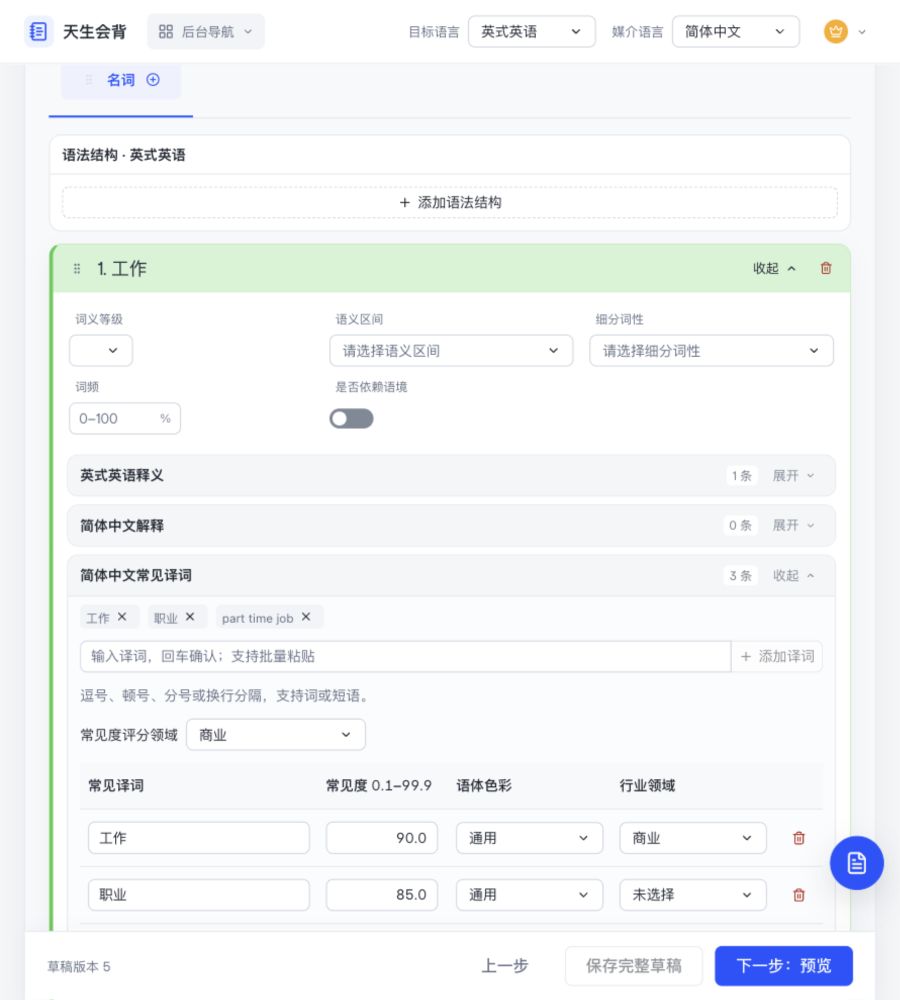 天生会背 后台导航 目标语言 英式英语 媒介语言 简体中文
名词
语法结构 · 英式英语
+ 添加语法结构
1. 工作 收起
词义等级 语义区间 细分词性
请选择语义区间 请选择细分词性
词频 是否依赖语境
0–100 %
英式英语释义 1 条 展开
简体中文解释 0 条 展开
简体中文常见译词 3 条 收起
工作 × 职业 × part time job ×
输入译词，回车确认；支持批量粘贴 + 添加译词
逗号、顿号、分号或换行分隔，支持词或短语。
常见度评分领域 商业
常见译词 常见度 0.1–99.9 语体色彩 行业领域
工作 90.0 通用 商业
职业 85.0 通用 未选择
草稿版本 5 上一步 保存完整草稿 下一步：预览